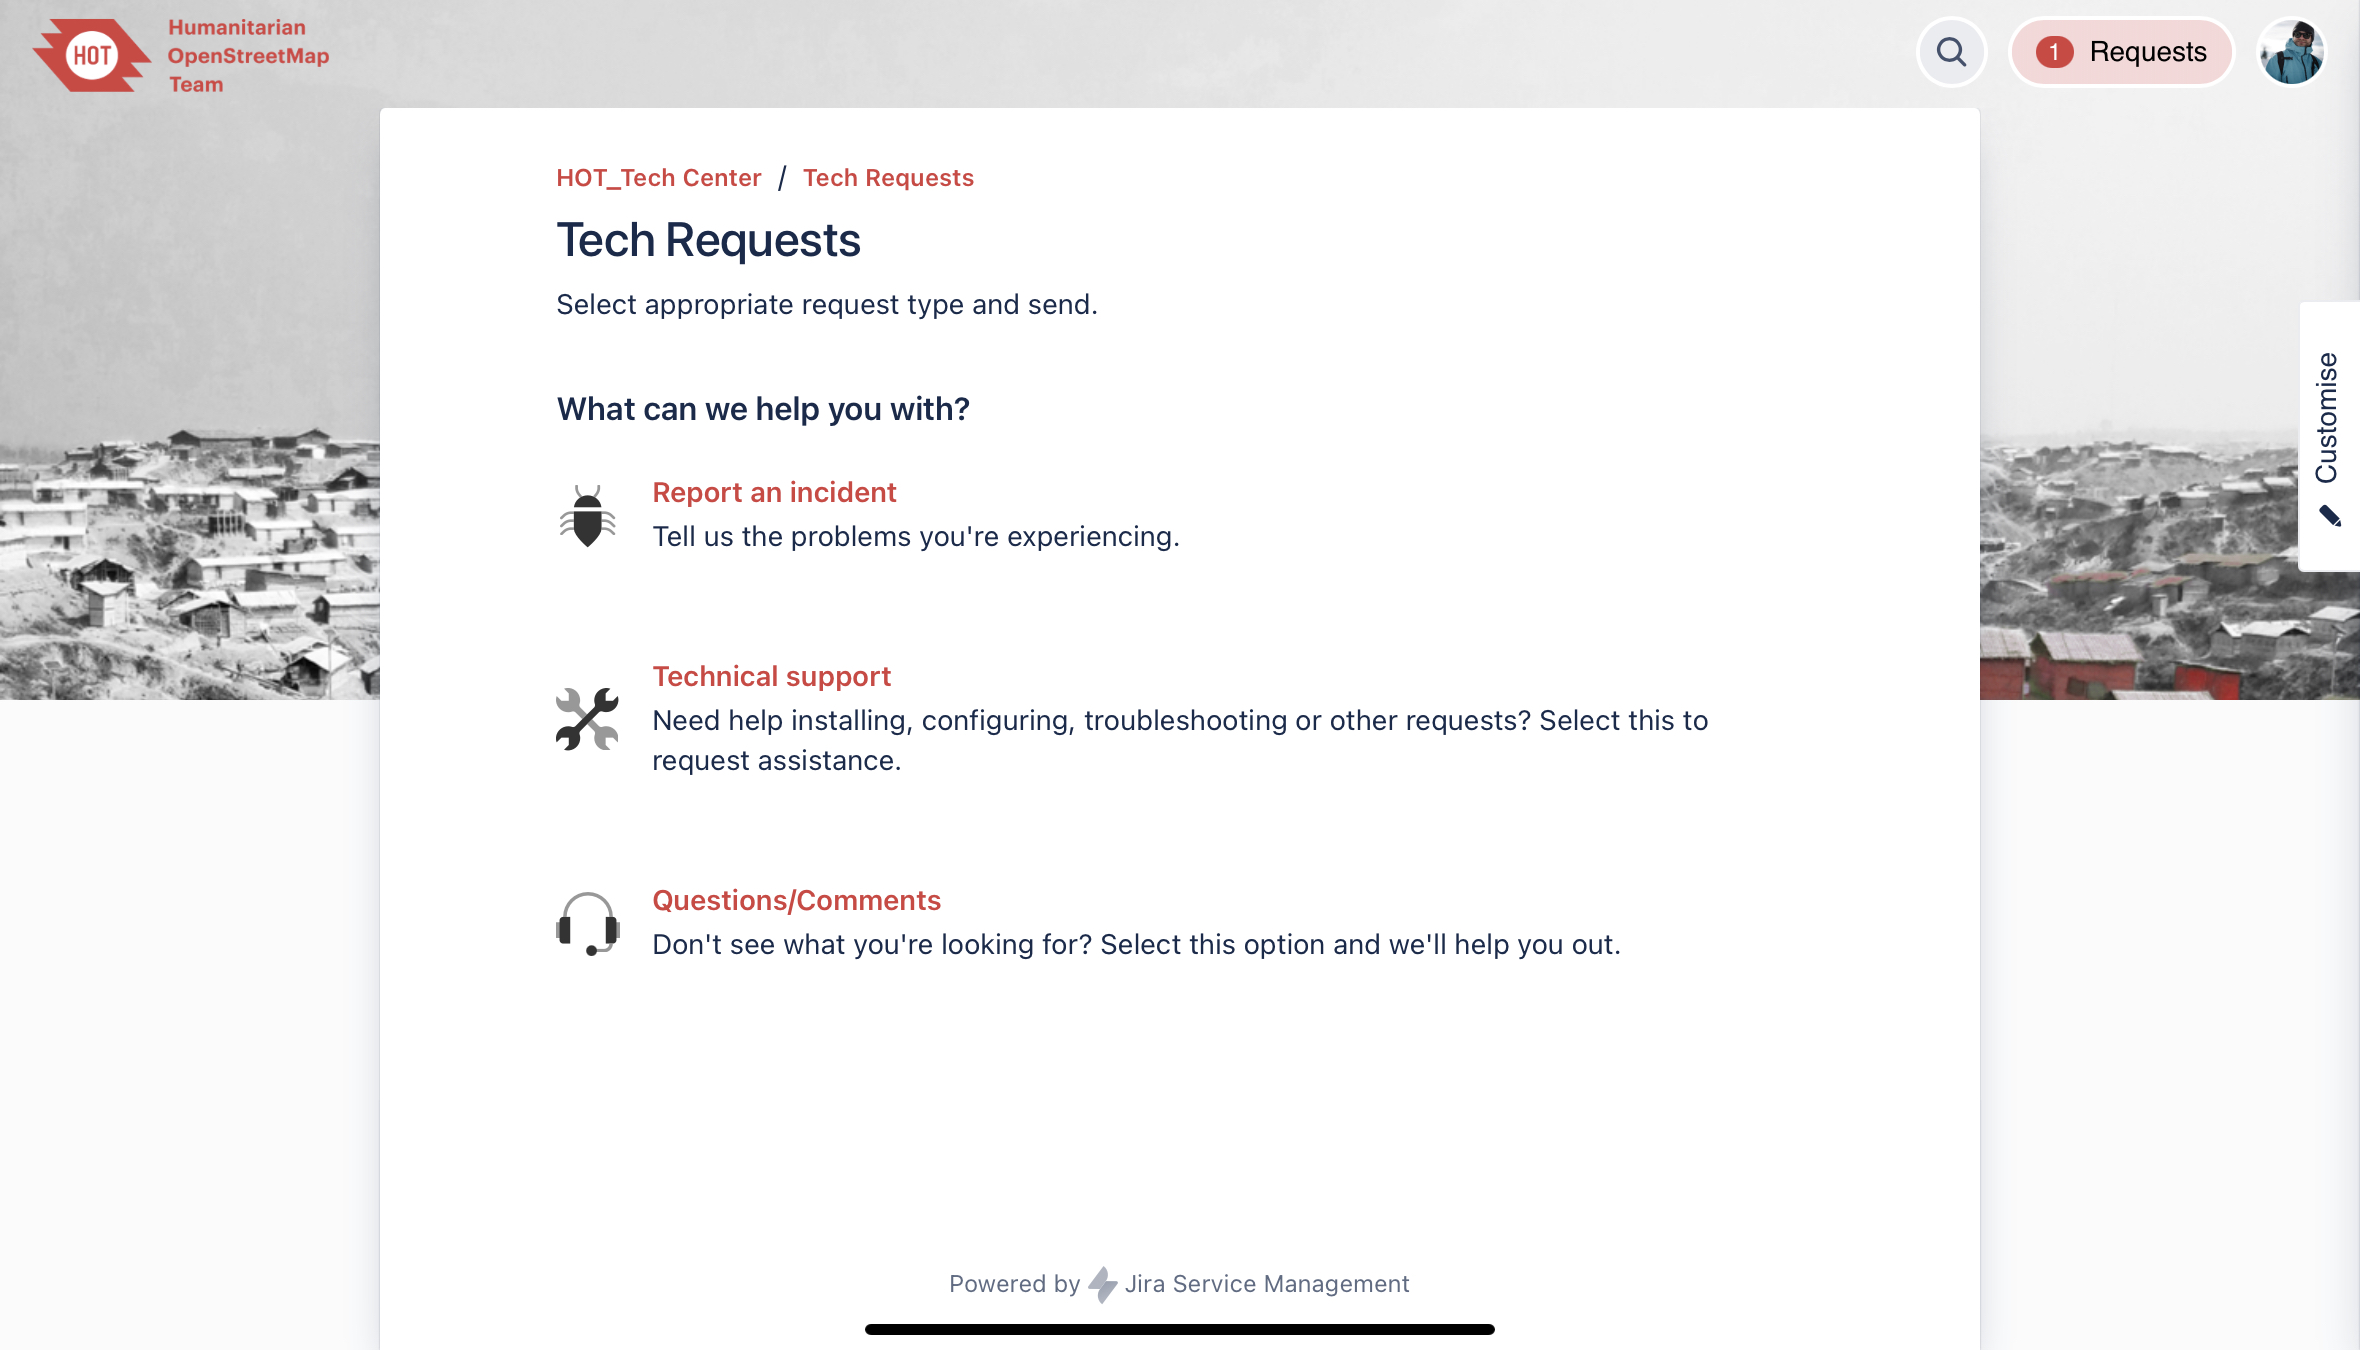 HOT
Humanitarian
OpenStreetMap
Team
1 Requests
HOT_Tech Center / Tech Requests
Tech Requests
Select appropriate request type and send.
Customise
What can we help you with?
Report an incident
Tell us the problems you're experiencing.
Technical support
Need help installing, configuring, troubleshooting or other requests? Select this to
request assistance.
Questions/Comments
Don't see what you're looking for? Select this option and we'll help you out.
Powered by Jira Service Management